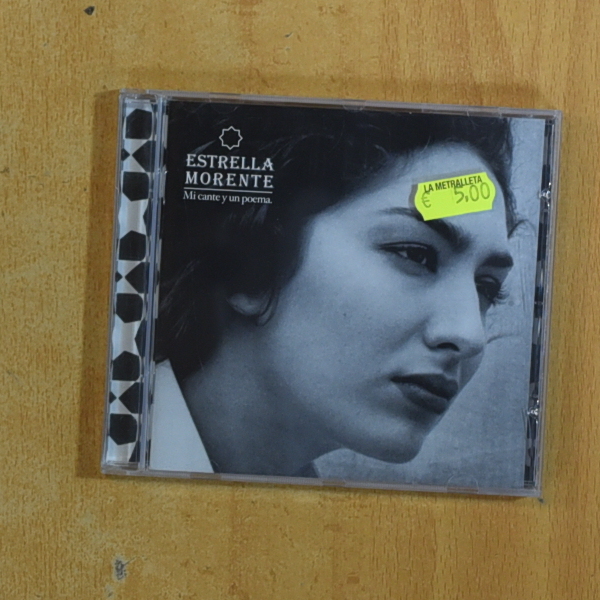 ESTRELLA
MORENTE
Mi cante y un poema.
LA METRALLETA
€ 5,00